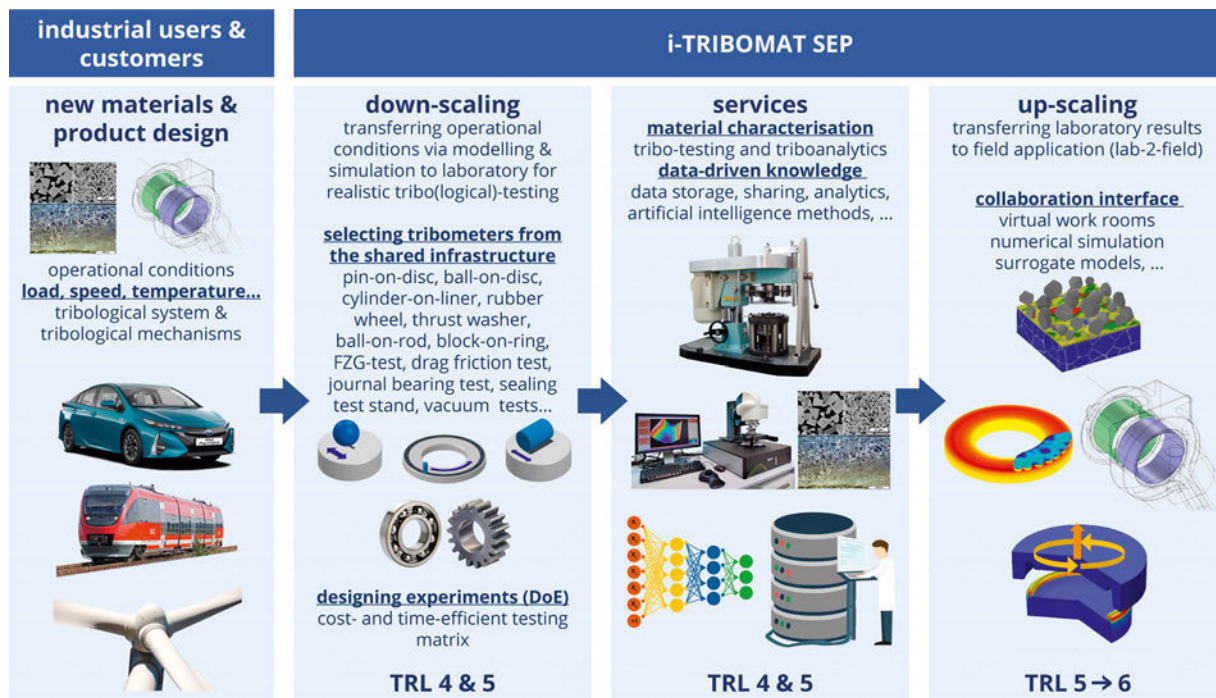 industrial users &
customers
i-TRIBOMAT SEP
new materials &
product design
operational conditions
load, speed, temperature...
tribological system &
tribological mechanisms
down-scaling
transferring operational
conditions via modelling &
simulation to laboratory for
realistic tribo(logical)-testing
selecting tribometers from
the shared infrastructure
pin-on-disc, ball-on-disc,
cylinder-on-liner, rubber
wheel, thrust washer,
ball-on-rod, block-on-ring,
FZG-test, drag friction test,
journal bearing test, sealing
test stand, vacuum tests...
designing experiments (DoE)
cost- and time-efficient testing
matrix
TRL 4 & 5
services
material characterisation
tribo-testing and triboanalytics
data-driven knowledge
data storage, sharing, analytics,
artificial intelligence methods, ...
+1
TRL 4 & 5
up-scaling
transferring laboratory results
to field application (lab-2-field)
collaboration interface
virtual work rooms
numerical simulation
surrogate models, ...
TRL 5 → 6